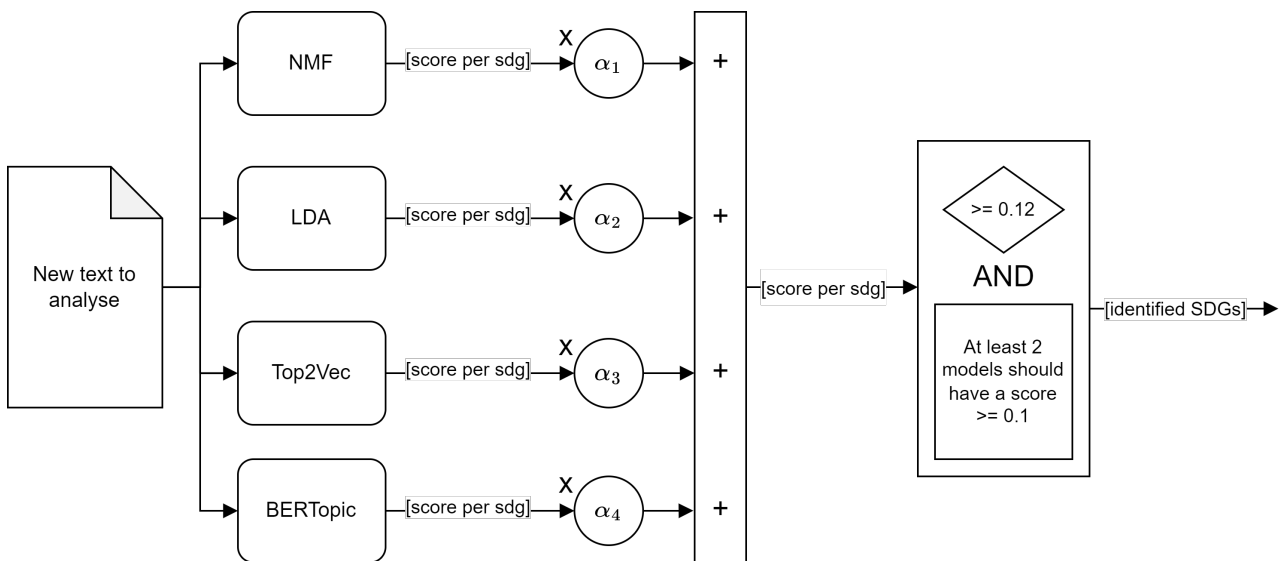 NMF
[score per sdg]
X
α₁
+
LDA
[score per sdg]
X
α₂
+
New text to
analyse
Top2Vec
[score per sdg]
X
α₃
+
BERTopic
[score per sdg]
X
α₄
+
[score per sdg]
>= 0.12
AND
At least 2
models should
have a score
>= 0.1
[identified SDGs]